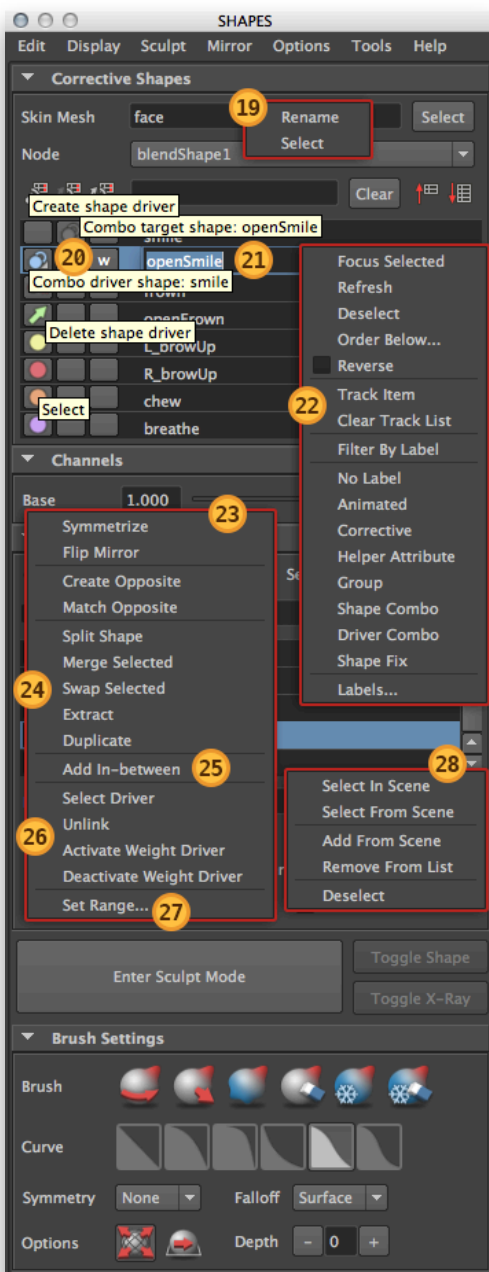 SHAPES
Edit Display Sculpt Mirror Options Tools Help
Corrective Shapes
19
Skin Mesh face Rename Select
Node blendShape1 Select
Create shape driver Clear
Combo target shape: openSmile
smile
20 w openSmile 21
Combo driver shape: smile
frown
openFrown
Delete shape driver
L_browUp
R_browUp
Select chew
breathe
Focus Selected
Refresh
Deselect
Order Below...
Reverse
22
Track Item
Clear Track List
Filter By Label
No Label
Animated
Corrective
Helper Attribute
Group
Shape Combo
Driver Combo
Shape Fix
Labels...
Channels
Base 1.000
23
Symmetrize
Flip Mirror
Create Opposite
Match Opposite
Split Shape
Merge Selected
24 Swap Selected
Extract
Duplicate
Add In-between 25
Select Driver
26 Unlink
Activate Weight Driver
Deactivate Weight Driver
Set Range... 27
28
Select In Scene
Select From Scene
Add From Scene
Remove From List
Deselect
Enter Sculpt Mode
Toggle Shape
Toggle X-Ray
Brush Settings
Brush
Curve
Symmetry None Falloff Surface
Options Depth - 0 +